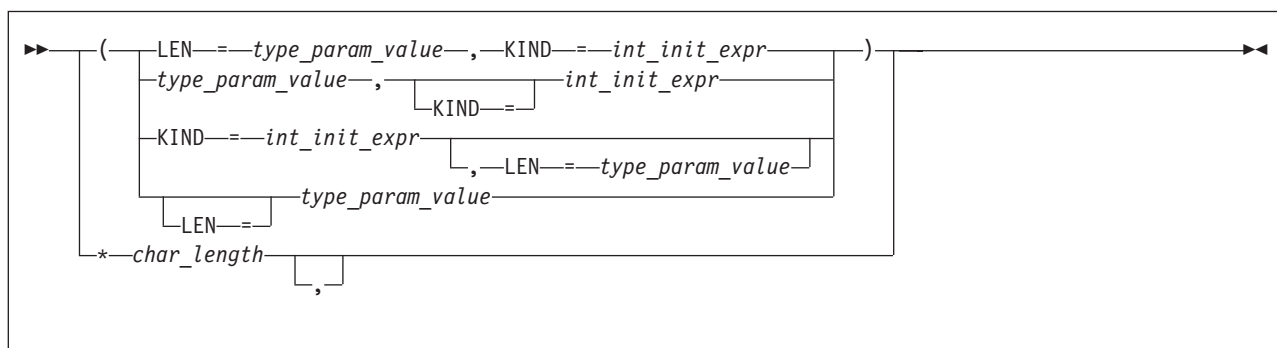 ( LEN = type_param_value , KIND = int_init_expr )
type_param_value , int_init_expr
KIND =
KIND = int_init_expr
, LEN = type_param_value
type_param_value
LEN =
* char_length
,